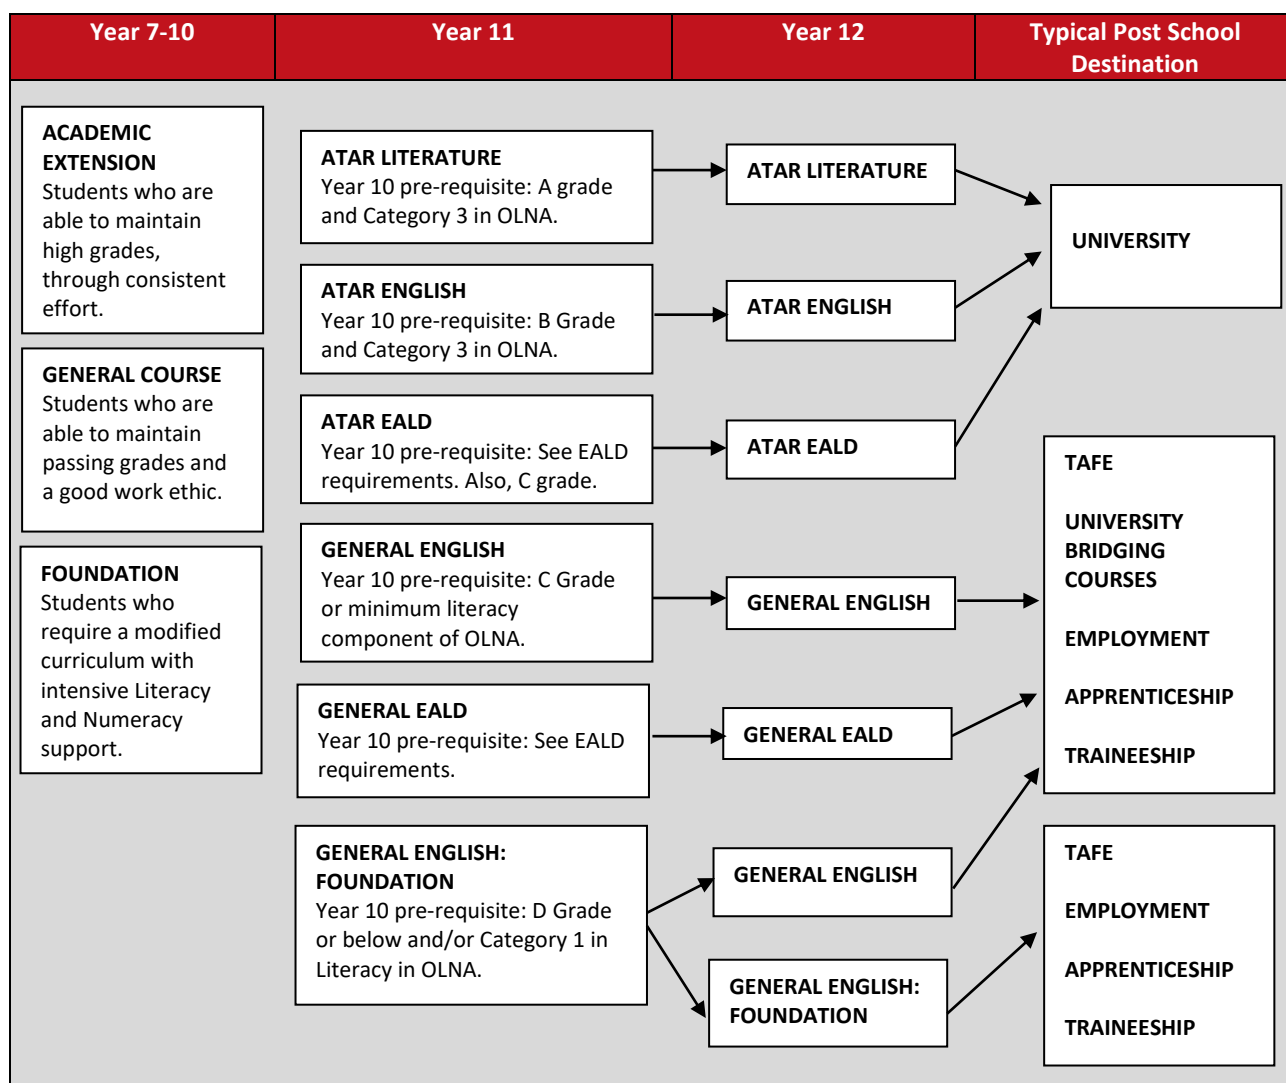 Year 7-10
Year 11
Year 12
Typical Post School
Destination
ACADEMIC
EXTENSION
Students who are
able to maintain
high grades,
through consistent
effort.
GENERAL COURSE
Students who are
able to maintain
passing grades and
a good work ethic.
FOUNDATION
Students who
require a modified
curriculum with
intensive Literacy
and Numeracy
support.
ATAR LITERATURE
Year 10 pre-requisite: A grade
and Category 3 in OLNA.
ATAR ENGLISH
Year 10 pre-requisite: B Grade
and Category 3 in OLNA.
ATAR EALD
Year 10 pre-requisite: See EALD
requirements. Also, C grade.
GENERAL ENGLISH
Year 10 pre-requisite: C Grade
or minimum literacy
component of OLNA.
GENERAL EALD
Year 10 pre-requisite: See EALD
requirements.
GENERAL ENGLISH:
FOUNDATION
Year 10 pre-requisite: D Grade
or below and/or Category 1 in
Literacy in OLNA.
ATAR LITERATURE
ATAR ENGLISH
ATAR EALD
GENERAL ENGLISH
GENERAL EALD
GENERAL ENGLISH
GENERAL ENGLISH:
FOUNDATION
UNIVERSITY
TAFE
UNIVERSITY
BRIDGING
COURSES
EMPLOYMENT
APPRENTICESHIP
TRAINEESHIP
TAFE
EMPLOYMENT
APPRENTICESHIP
TRAINEESHIP